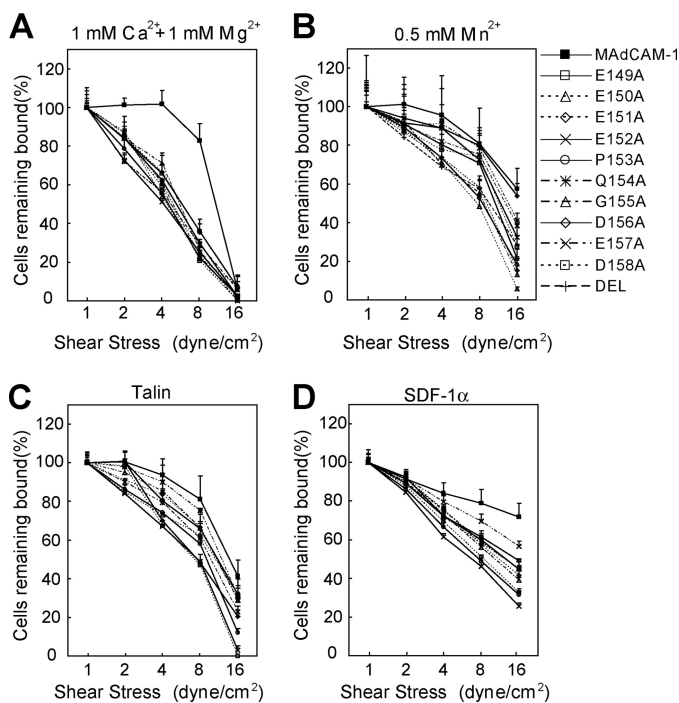 A
1 mM Ca²⁺+1 mM Mg²⁺
Cells remaining bound(%)
120
100
80
60
40
20
0
1 2 4 8 16
Shear Stress (dyne/cm²)
B
0.5 mM Mn²⁺
Cells remaining bound(%)
120
100
80
60
40
20
0
1 2 4 8 16
Shear Stress (dyne/cm²)
MAdCAM-1
E149A
E150A
E151A
E152A
P153A
Q154A
G155A
D156A
E157A
D158A
DEL
C
Talin
Cells remaining bound(%)
120
100
80
60
40
20
0
1 2 4 8 16
Shear Stress (dyne/cm²)
D
SDF-1α
Cells remaining bound(%)
120
100
80
60
40
20
0
1 2 4 8 16
Shear Stress (dyne/cm²)